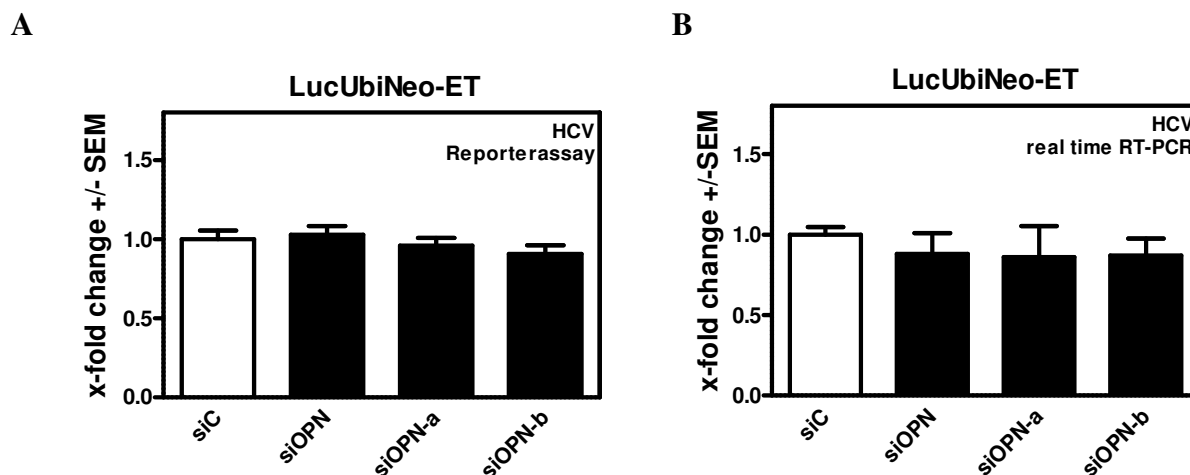 A
LucUbiNeo-ET
HCV
Reporterassay
x-fold change +/- SEM
1.5
1.0
0.5
0.0
siC
siOPN
siOPN-a
siOPN-b
B
LucUbiNeo-ET
HCV
real time RT-PCR
x-fold change +/-SEM
1.5
1.0
0.5
0.0
siC
siOPN
siOPN-a
siOPN-b